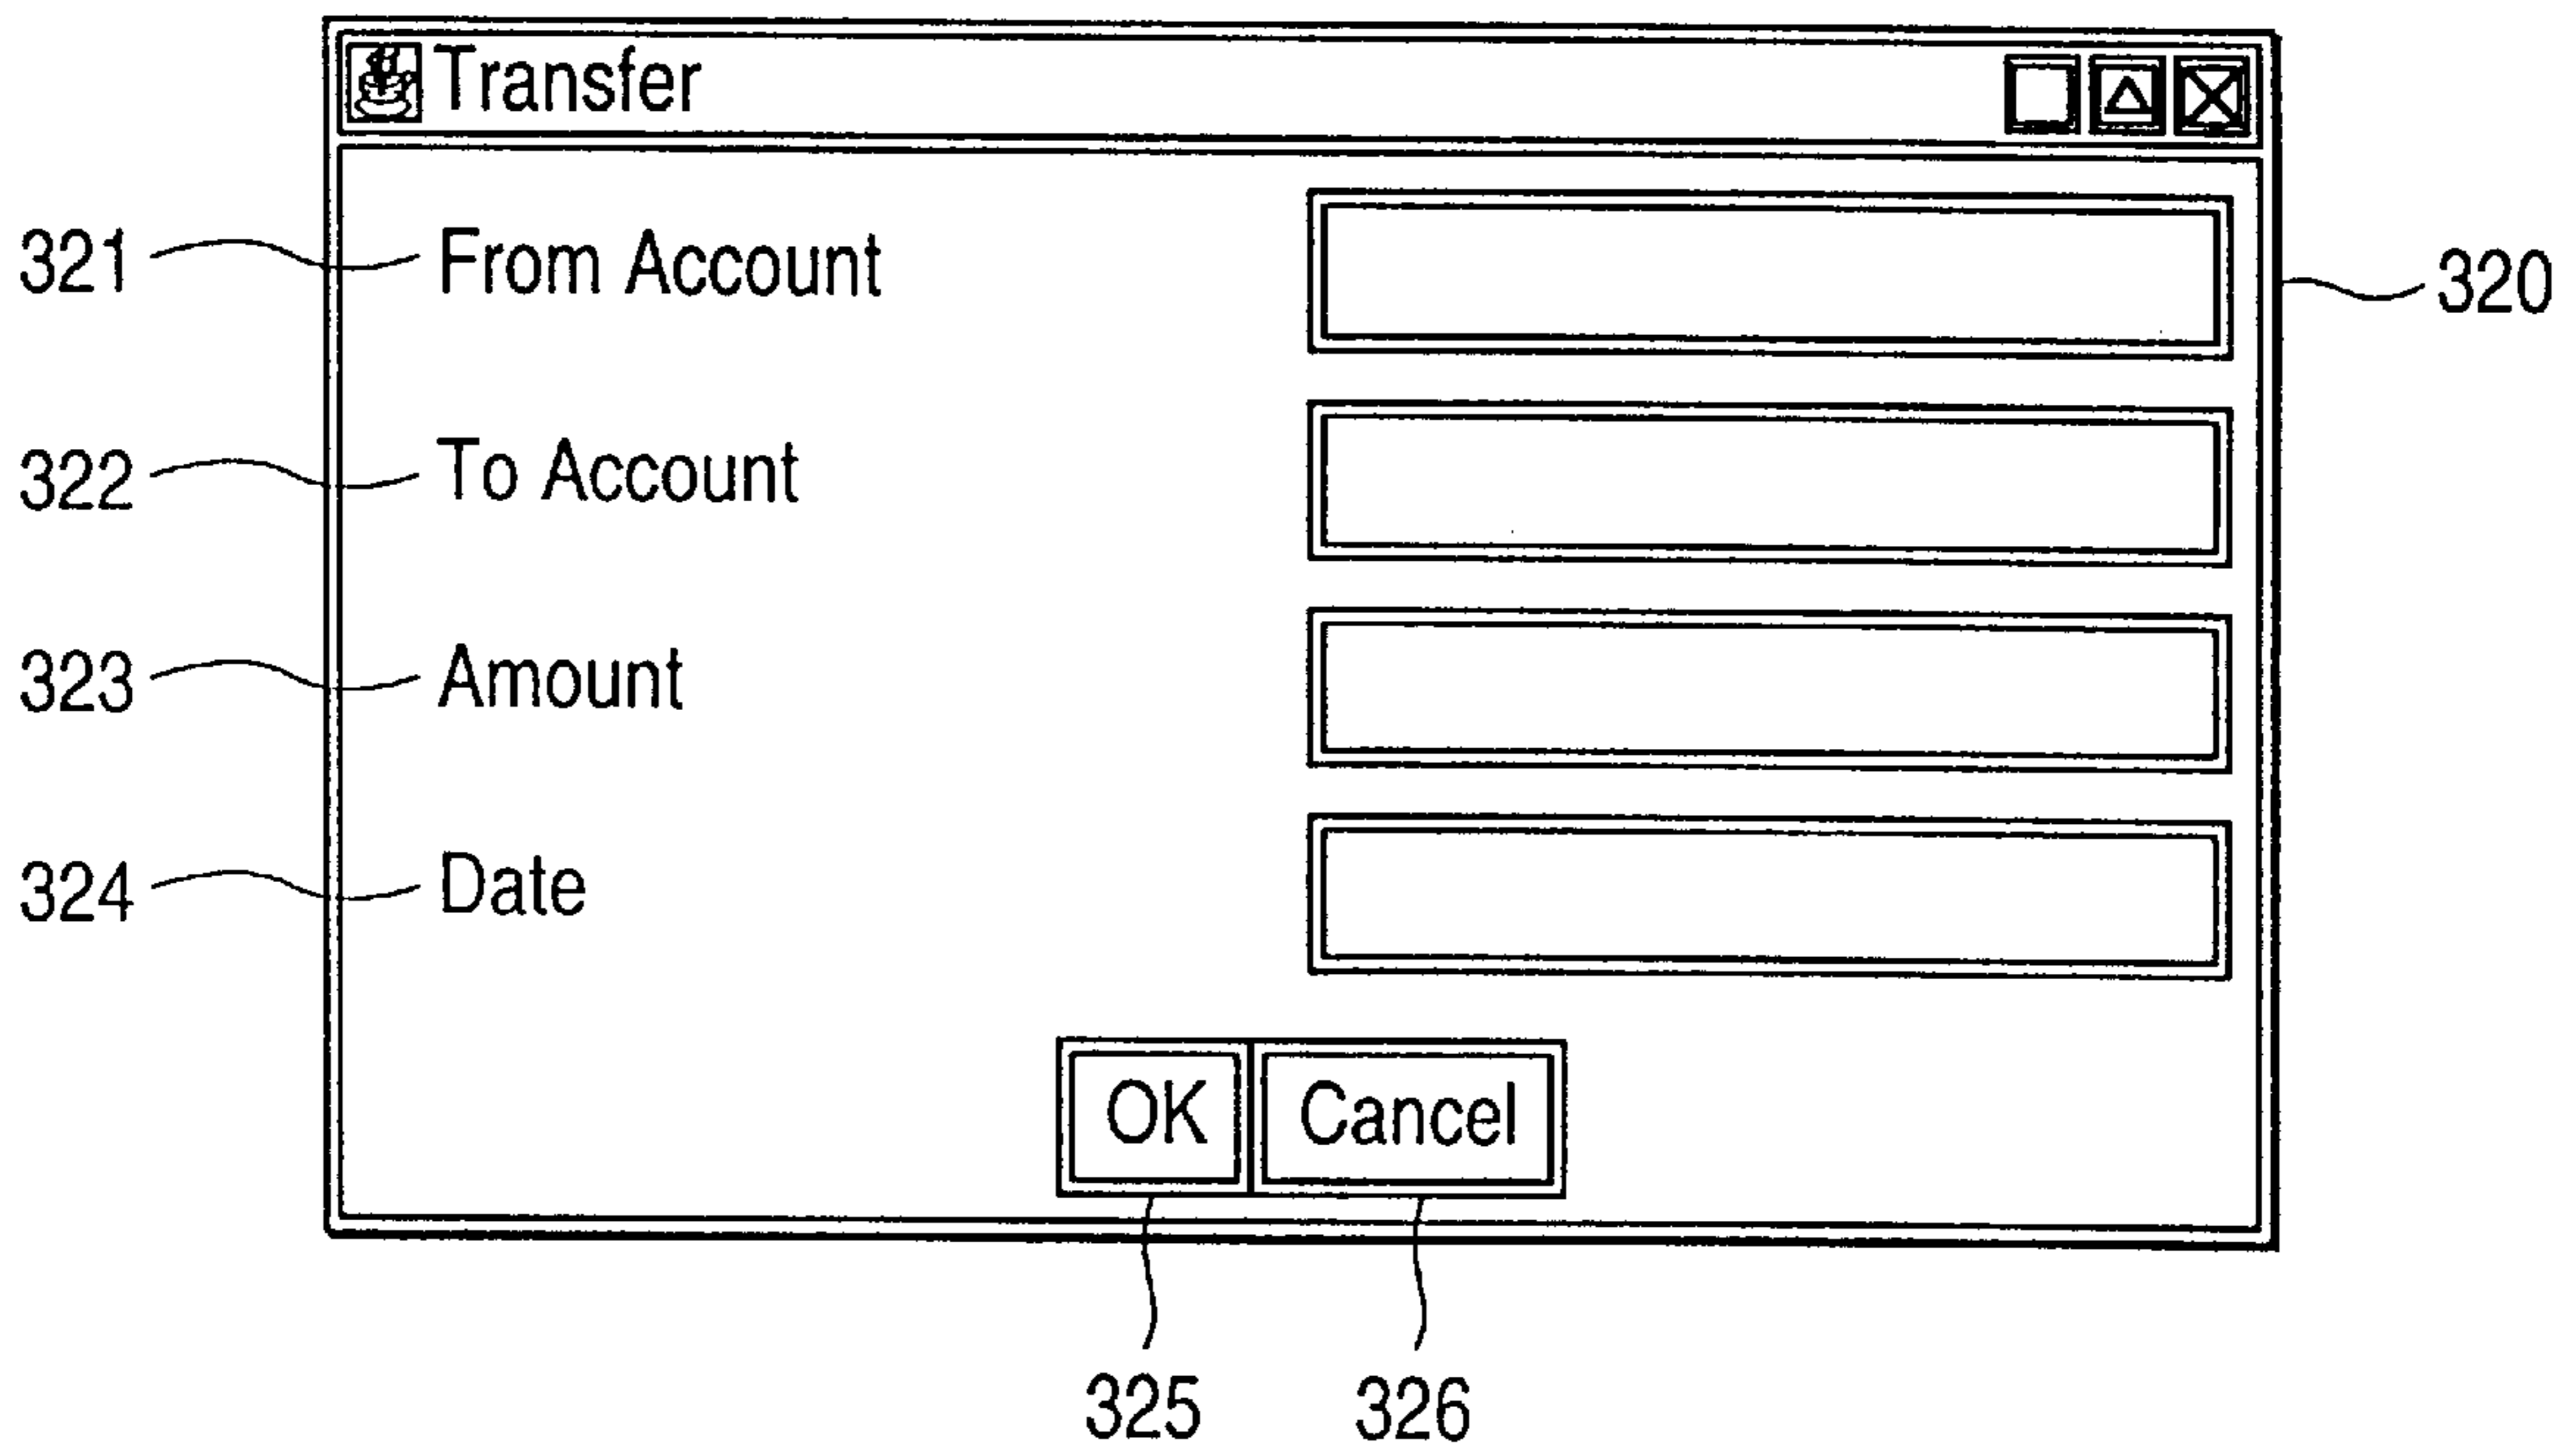 Transfer
321 From Account 320
322 To Account
323 Amount
324 Date
OK Cancel
325 326